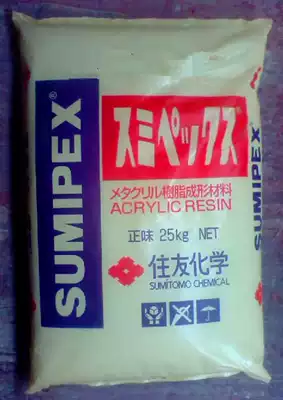 SUMIPEX®
スミペックス
メタクリル樹脂成形材料
ACRYLIC RESIN
正味 25kg NET
住友化学
SUMITOMO CHEMICAL